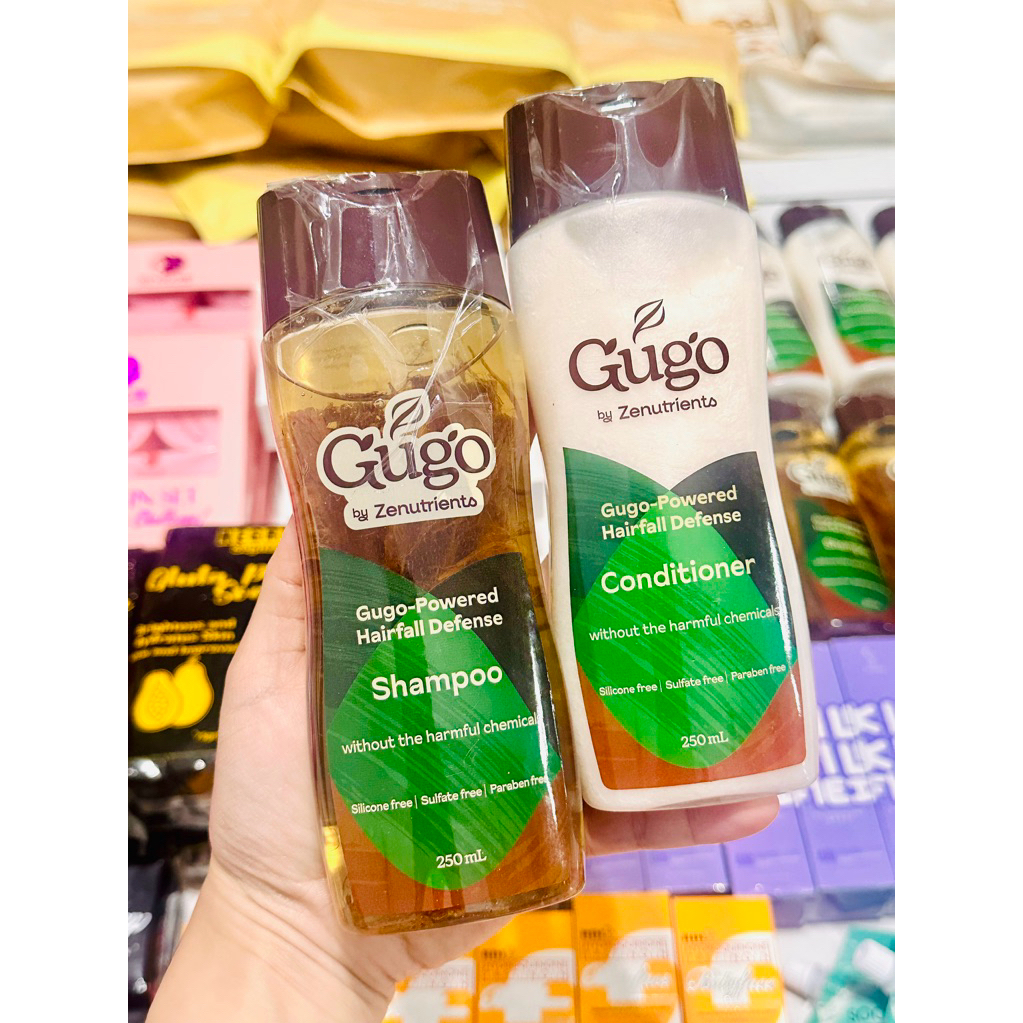 Gugo
by Zenutrients
Gugo-Powered
Hairfall Defense
Shampoo
without the harmful chemical
Silicone free | Sulfate free | Paraben free
250 mL
Gugo
by Zenutrients
Gugo-Powered
Hairfall Defense
Conditioner
without the harmful chemicals
Silicone free | Sulfate free | Paraben free
250 mL